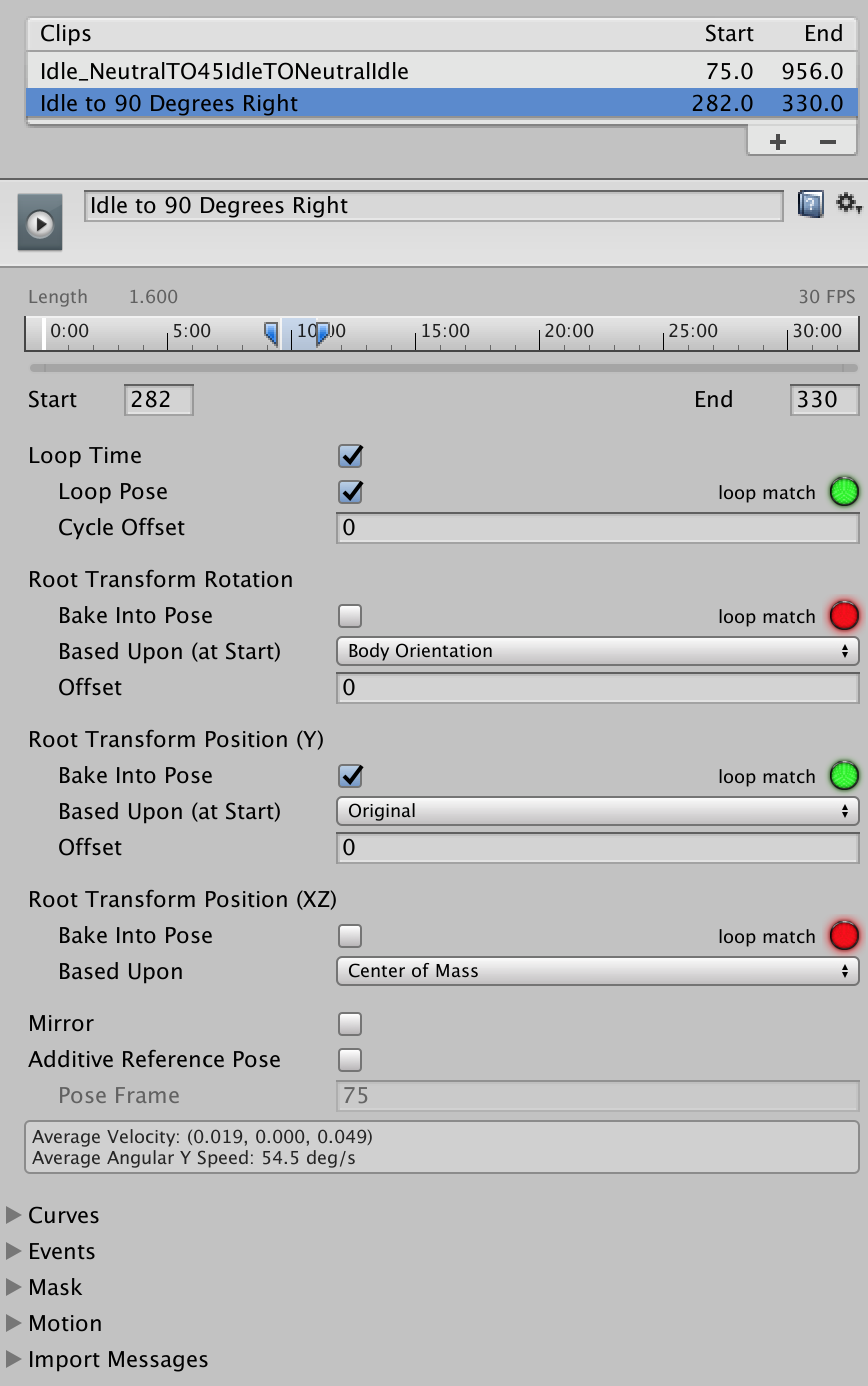 Clips Start End
Idle_NeutralTO45IdleTONeutralIdle 75.0 956.0
Idle to 90 Degrees Right 282.0 330.0
+ −
Idle to 90 Degrees Right
Length 1.600 30 FPS
0:00 5:00 10:00 15:00 20:00 25:00 30:00
Start 282 End 330
Loop Time
Loop Pose loop match
Cycle Offset 0
Root Transform Rotation
Bake Into Pose loop match
Based Upon (at Start) Body Orientation
Offset 0
Root Transform Position (Y)
Bake Into Pose loop match
Based Upon (at Start) Original
Offset 0
Root Transform Position (XZ)
Bake Into Pose loop match
Based Upon Center of Mass
Mirror
Additive Reference Pose
Pose Frame 75
Average Velocity: (0.019, 0.000, 0.049)
Average Angular Y Speed: 54.5 deg/s
Curves
Events
Mask
Motion
Import Messages